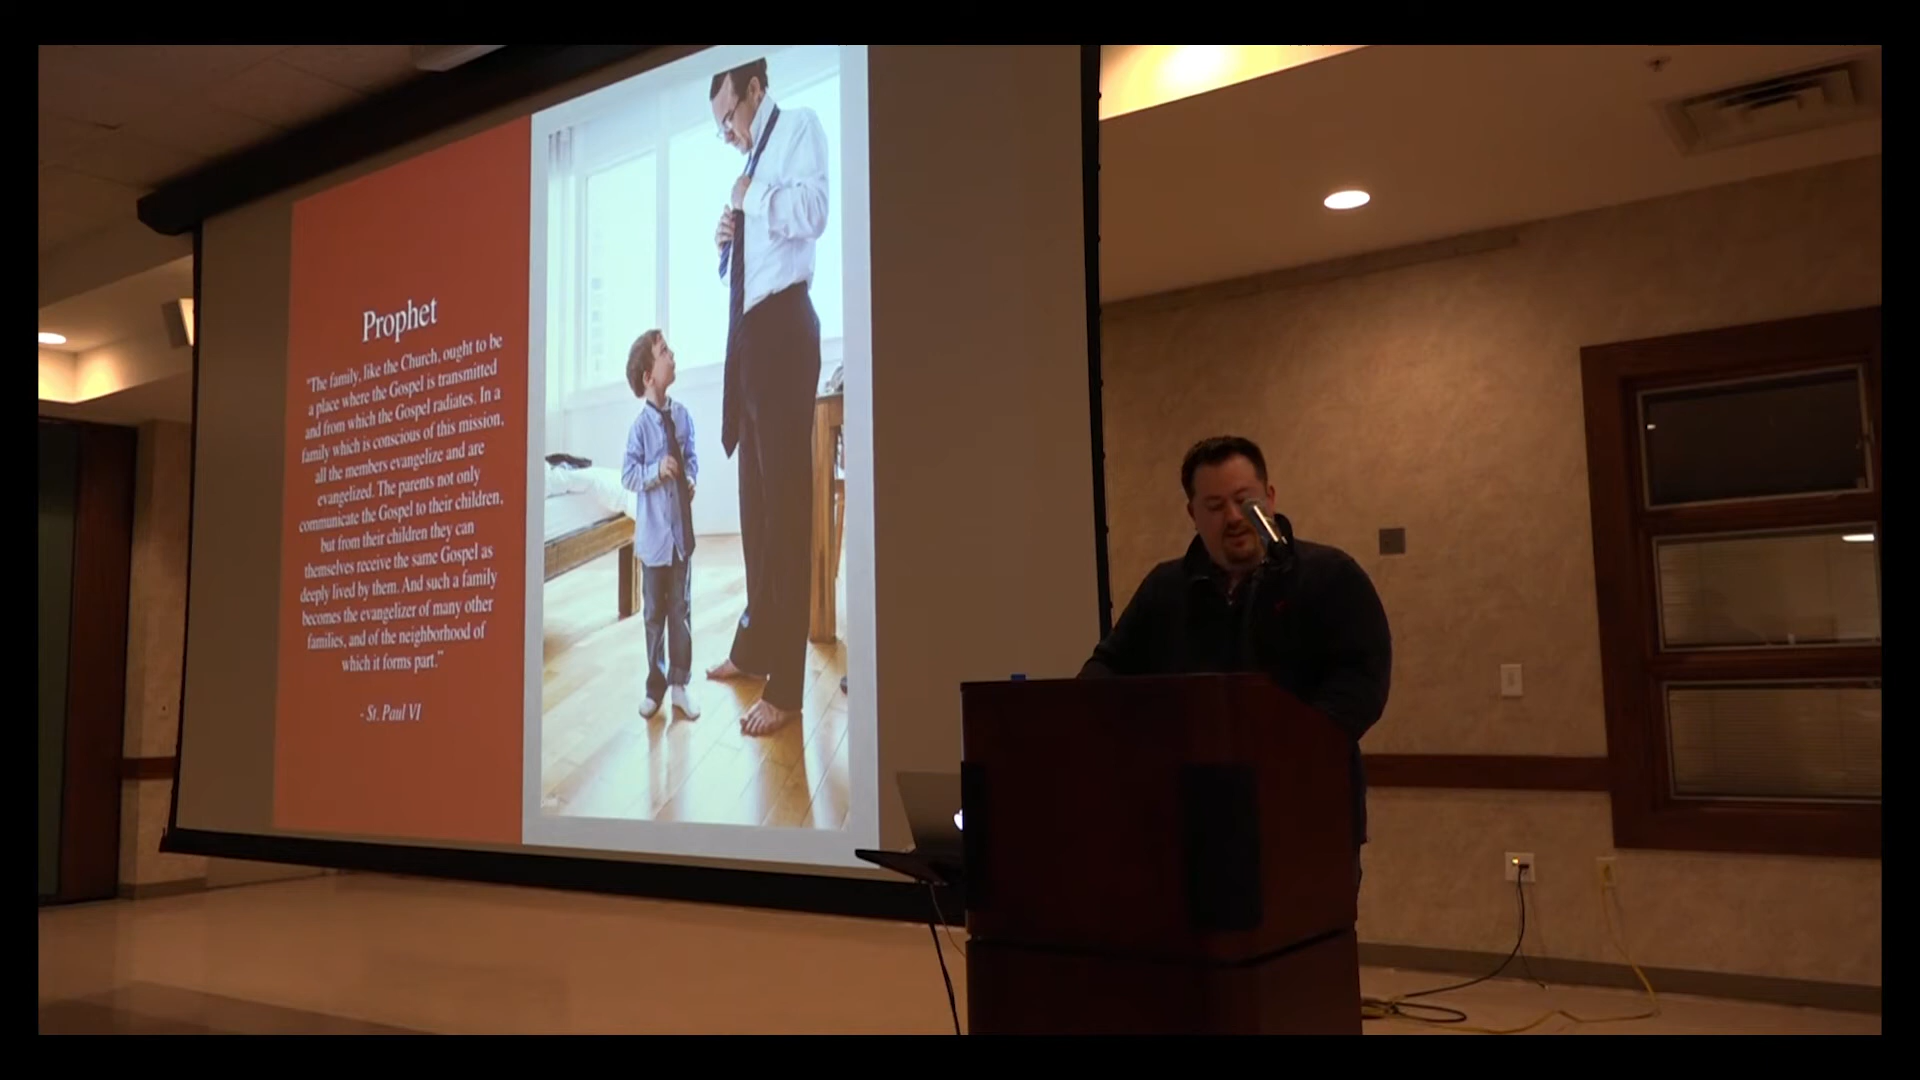 Prophet
"The family, like the Church, ought to be
a place where the Gospel is transmitted
and from which the Gospel radiates. In a
family which is conscious of this mission,
all the members evangelize and are
evangelized. The parents not only
communicate the Gospel to their children,
but from their children they can
themselves receive the same Gospel as
deeply lived by them. And such a family
becomes the evangelizer of many other
families, and of the neighborhood of
which it forms part."
- St. Paul VI